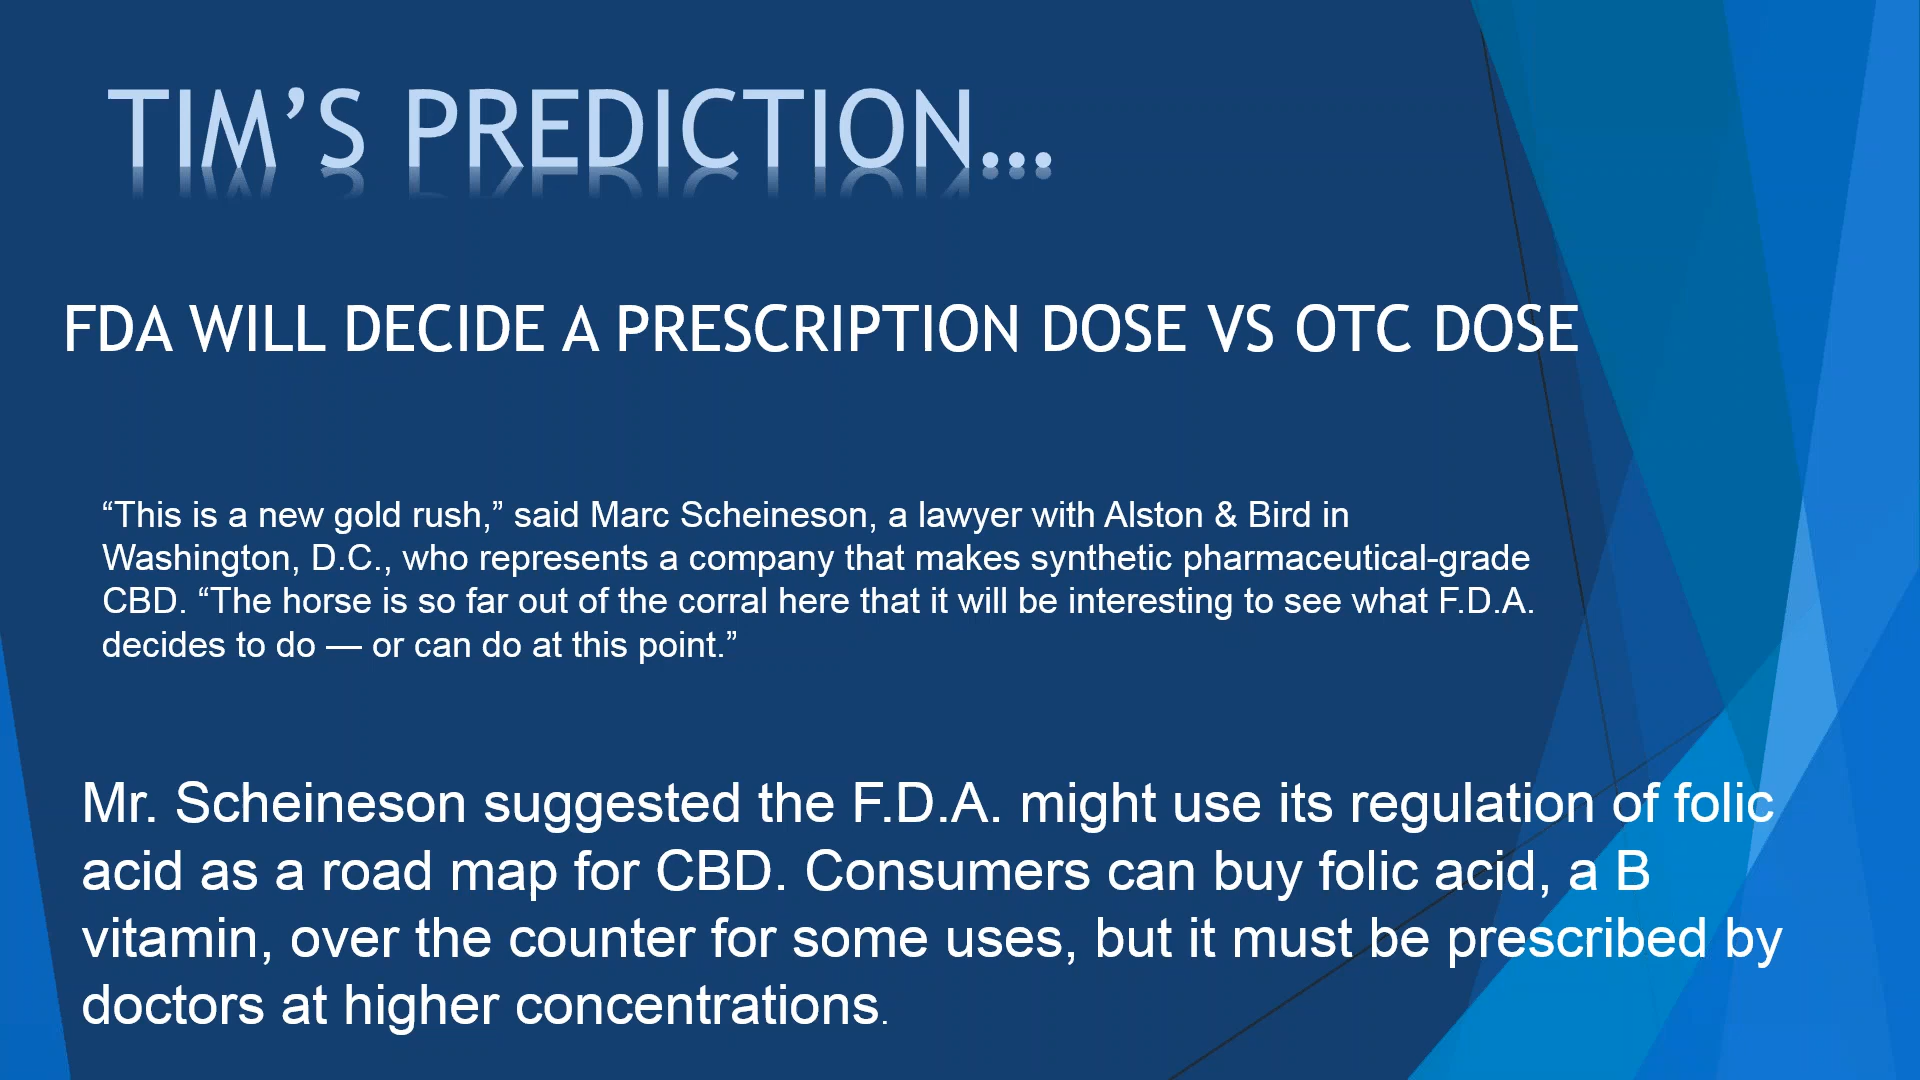 TIM’S PREDICTION…
FDA WILL DECIDE A PRESCRIPTION DOSE VS OTC DOSE
“This is a new gold rush,” said Marc Scheineson, a lawyer with Alston & Bird in
Washington, D.C., who represents a company that makes synthetic pharmaceutical-grade
CBD. “The horse is so far out of the corral here that it will be interesting to see what F.D.A.
decides to do — or can do at this point.”
Mr. Scheineson suggested the F.D.A. might use its regulation of folic
acid as a road map for CBD. Consumers can buy folic acid, a B
vitamin, over the counter for some uses, but it must be prescribed by
doctors at higher concentrations.